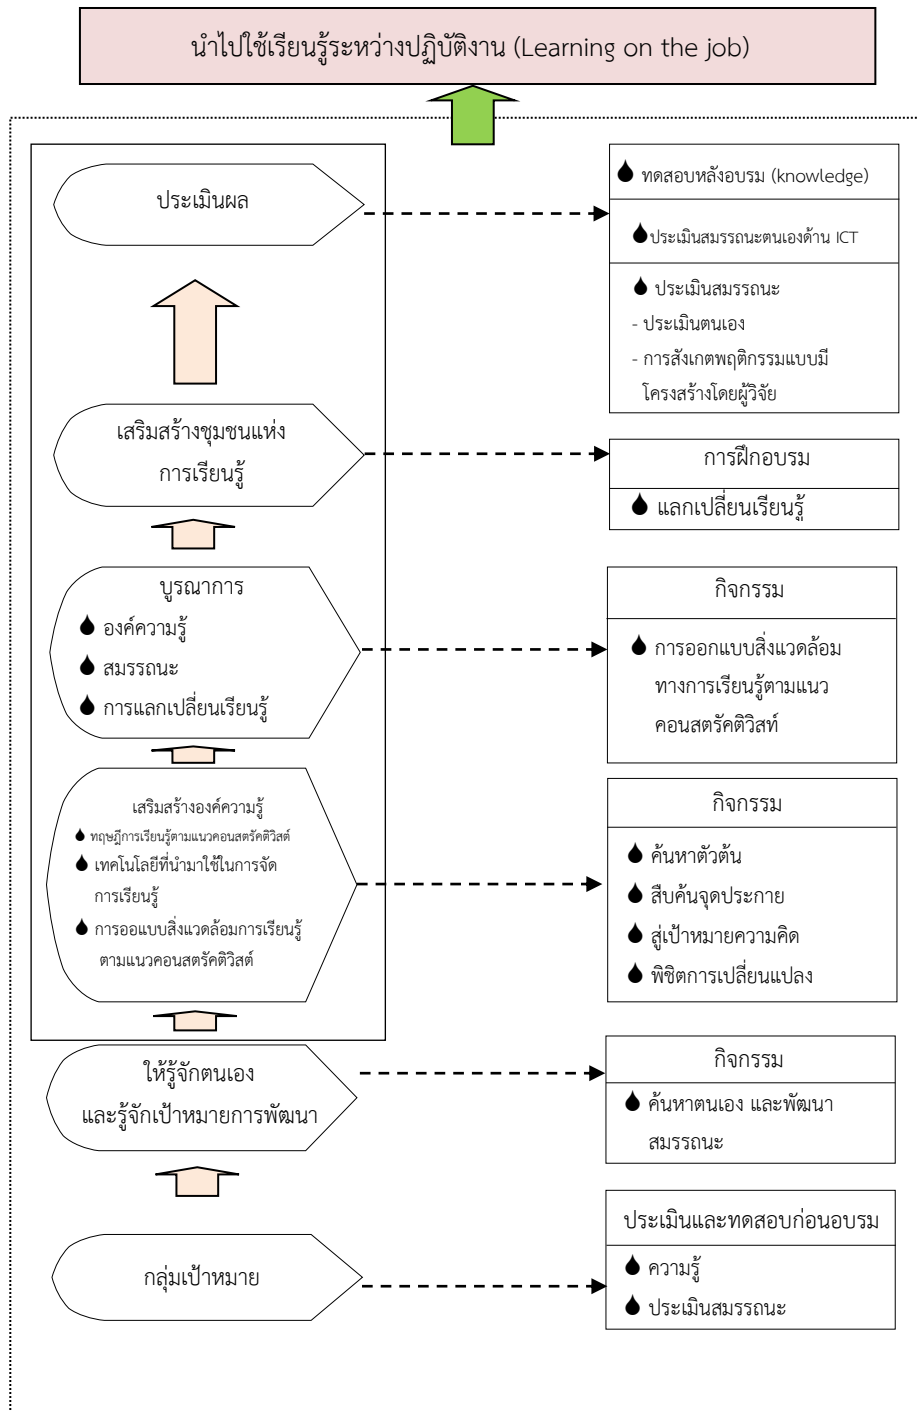 นำไปใช้เรียนรู้ระหว่างปฏิบัติงาน (Learning on the job)
ประเมินผล
ทดสอบหลังอบรม (knowledge)
ประเมินสมรรถนะตนเองด้าน ICT
ประเมินสมรรถนะ
- ประเมินตนเอง
- การสังเกตพฤติกรรมแบบมี
โครงสร้างโดยผู้วิจัย
เสริมสร้างชุมชนแห่ง
การเรียนรู้
การฝึกอบรม
แลกเปลี่ยนเรียนรู้
บูรณาการ
องค์ความรู้
สมรรถนะ
การแลกเปลี่ยนเรียนรู้
กิจกรรม
การออกแบบสิ่งแวดล้อม
ทางการเรียนรู้ตามแนว
คอนสตรัคติวิสท์
เสริมสร้างองค์ความรู้
ทฤษฎีการเรียนรู้ตามแนวคอนสตรัคติวิสต์
เทคโนโลยีที่นำมาใช้ในการจัด
การเรียนรู้
การออแบบสิ่งแวดล้อมการเรียนรู้
ตามแนวคอนสตรัคติวิสต์
กิจกรรม
ค้นหาตัวต้น
สืบค้นจุดประกาย
สู่เป้าหมายความคิด
พิชิตการเปลี่ยนแปลง
ให้รู้จักตนเอง
และรู้จักเป้าหมายการพัฒนา
กิจกรรม
ค้นหาตนเอง และพัฒนา
สมรรถนะ
กลุ่มเป้าหมาย
ประเมินและทดสอบก่อนอบรม
ความรู้
ประเมินสมรรถนะ